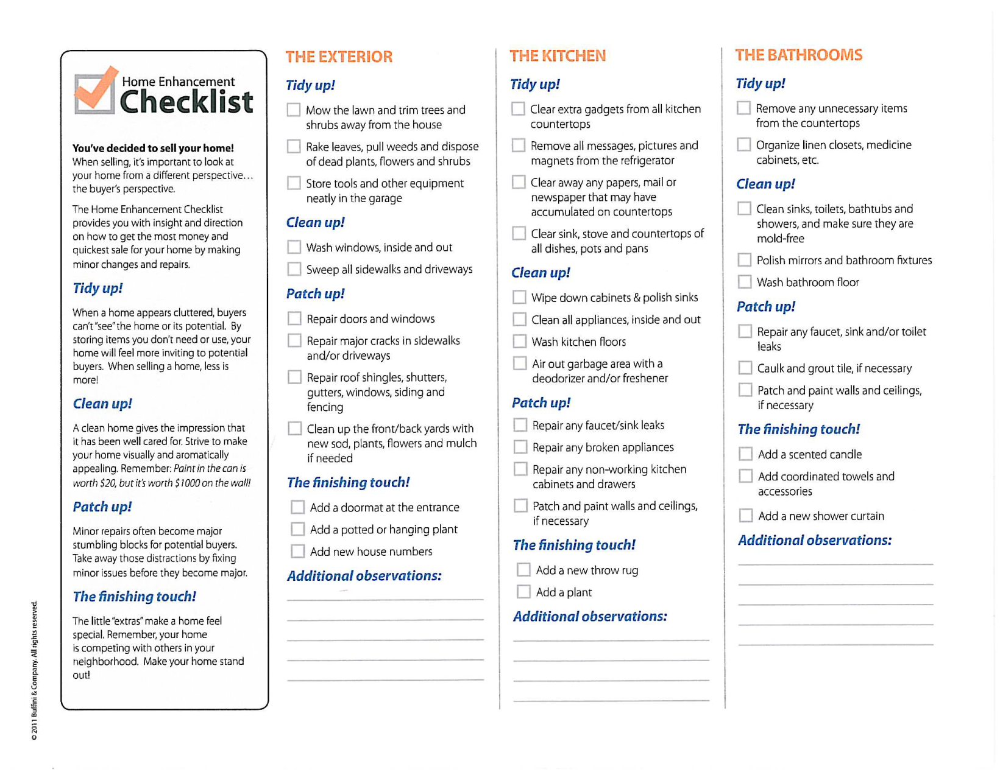 Home Enhancement
Checklist
You've decided to sell your home!
When selling, it's important to look at
your home from a different perspective...
the buyer's perspective.
The Home Enhancement Checklist
provides you with insight and direction
on how to get the most money and
quickest sale for your home by making
minor changes and repairs.
Tidy up!
When a home appears cluttered, buyers
can't "see" the home or its potential. By
storing items you don't need or use, your
home will feel more inviting to potential
buyers. When selling a home, less is
more!
Clean up!
A clean home gives the impression that
it has been well cared for. Strive to make
your home visually and aromatically
appealing. Remember: Paint in the can is
worth $20, but it's worth $1000 on the wall!
Patch up!
Minor repairs often become major
stumbling blocks for potential buyers.
Take away those distractions by fixing
minor issues before they become major.
The finishing touch!
The little "extras" make a home feel
special. Remember, your home
is competing with others in your
neighborhood. Make your home stand
out!
THE EXTERIOR
Tidy up!
Mow the lawn and trim trees and
shrubs away from the house
Rake leaves, pull weeds and dispose
of dead plants, flowers and shrubs
Store tools and other equipment
neatly in the garage
Clean up!
Wash windows, inside and out
Sweep all sidewalks and driveways
Patch up!
Repair doors and windows
Repair major cracks in sidewalks
and/or driveways
Repair roof shingles, shutters,
gutters, windows, siding and
fencing
Clean up the front/back yards with
new sod, plants, flowers and mulch
if needed
The finishing touch!
Add a doormat at the entrance
Add a potted or hanging plant
Add new house numbers
Additional observations:
THE KITCHEN
Tidy up!
Clear extra gadgets from all kitchen
countertops
Remove all messages, pictures and
magnets from the refrigerator
Clear away any papers, mail or
newspaper that may have
accumulated on countertops
Clear sink, stove and countertops of
all dishes, pots and pans
Clean up!
Wipe down cabinets & polish sinks
Clean all appliances, inside and out
Wash kitchen floors
Air out garbage area with a
deodorizer and/or freshener
Patch up!
Repair any faucet/sink leaks
Repair any broken appliances
Repair any non-working kitchen
cabinets and drawers
Patch and paint walls and ceilings,
if necessary
The finishing touch!
Add a new throw rug
Add a plant
Additional observations:
THE BATHROOMS
Tidy up!
Remove any unnecessary items
from the countertops
Organize linen closets, medicine
cabinets, etc.
Clean up!
Clean sinks, toilets, bathtubs and
showers, and make sure they are
mold-free
Polish mirrors and bathroom fixtures
Wash bathroom floor
Patch up!
Repair any faucet, sink and/or toilet
leaks
Caulk and grout tile, if necessary
Patch and paint walls and ceilings,
if necessary
The finishing touch!
Add a scented candle
Add coordinated towels and
accessories
Add a new shower curtain
Additional observations:
© 2011 Buffini & Company. All rights reserved.